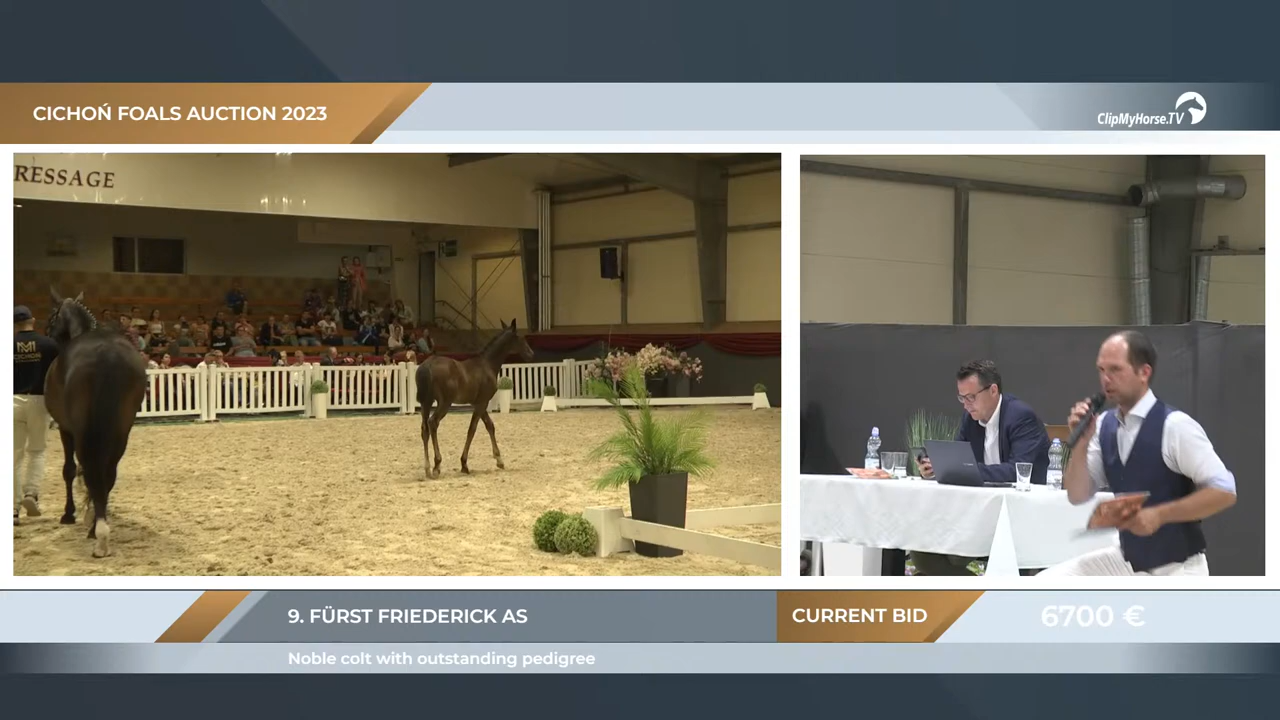 CICHOŃ FOALS AUCTION 2023
ClipMyHorse.TV
RESSAGE
9. FÜRST FRIEDERICK AS
CURRENT BID
6700 €
Noble colt with outstanding pedigree